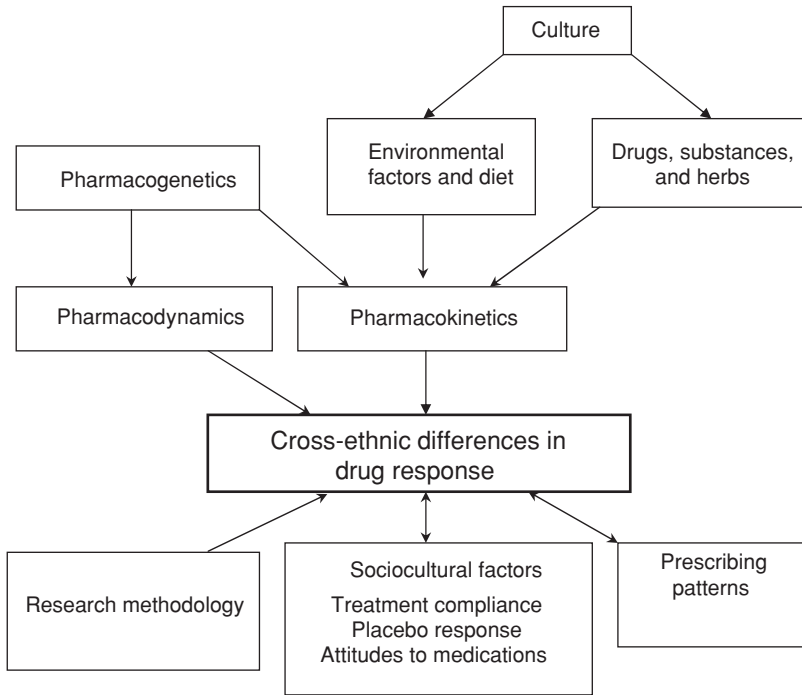 Culture
Environmental
factors and diet
Drugs, substances,
and herbs
Pharmacogenetics
Pharmacodynamics
Pharmacokinetics
Cross-ethnic differences in
drug response
Research methodology
Sociocultural factors
Treatment compliance
Placebo response
Attitudes to medications
Prescribing
patterns